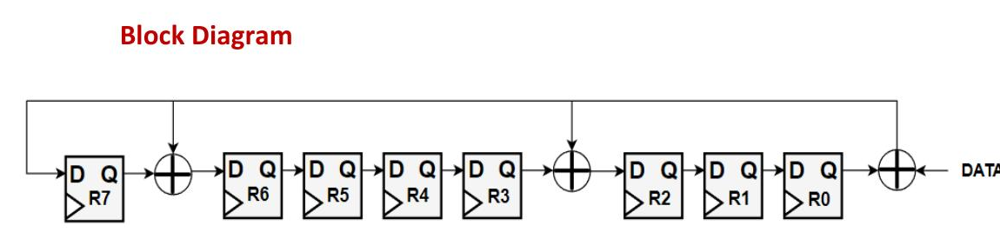 Block Diagram
D Q D Q D Q D Q D Q D Q D Q D Q DATA
R7 R6 R5 R4 R3 R2 R1 R0